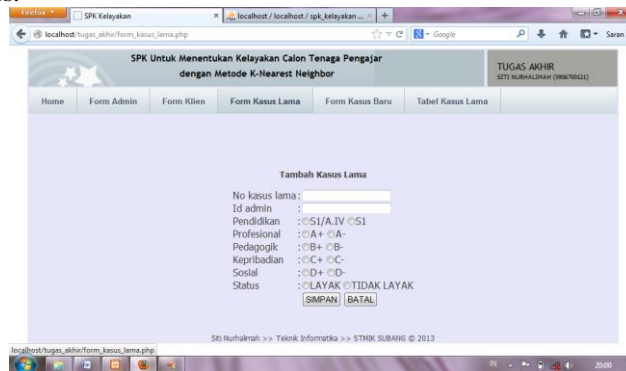 Firefox
SPK Kelayakan
localhost / localhost / spk_kelayakan ...
localhost/tugas_akhir/form_kasus_lama.php
Google
Saran
SPK Untuk Menentukan Kelayakan Calon Tenaga Pengajar
dengan Metode K-Nearest Neighbor
TUGAS AKHIR
SITI NURHALIMAH (0906700121)
Home
Form Admin
Form Klien
Form Kasus Lama
Form Kasus Baru
Tabel Kasus Lama
Tambah Kasus Lama
No kasus lama :
Id admin :
Pendidikan : S1/A.IV S1
Profesional : A+ A-
Pedagogik : B+ B-
Kepribadian : C+ C-
Sosial : D+ D-
Status : LAYAK TIDAK LAYAK
SIMPAN BATAL
Siti Nurhalmah >> Teknik Informatika >> STMIK SUBANG © 2013
localhost/tugas_akhir/form_kasus_lama.php
20:00